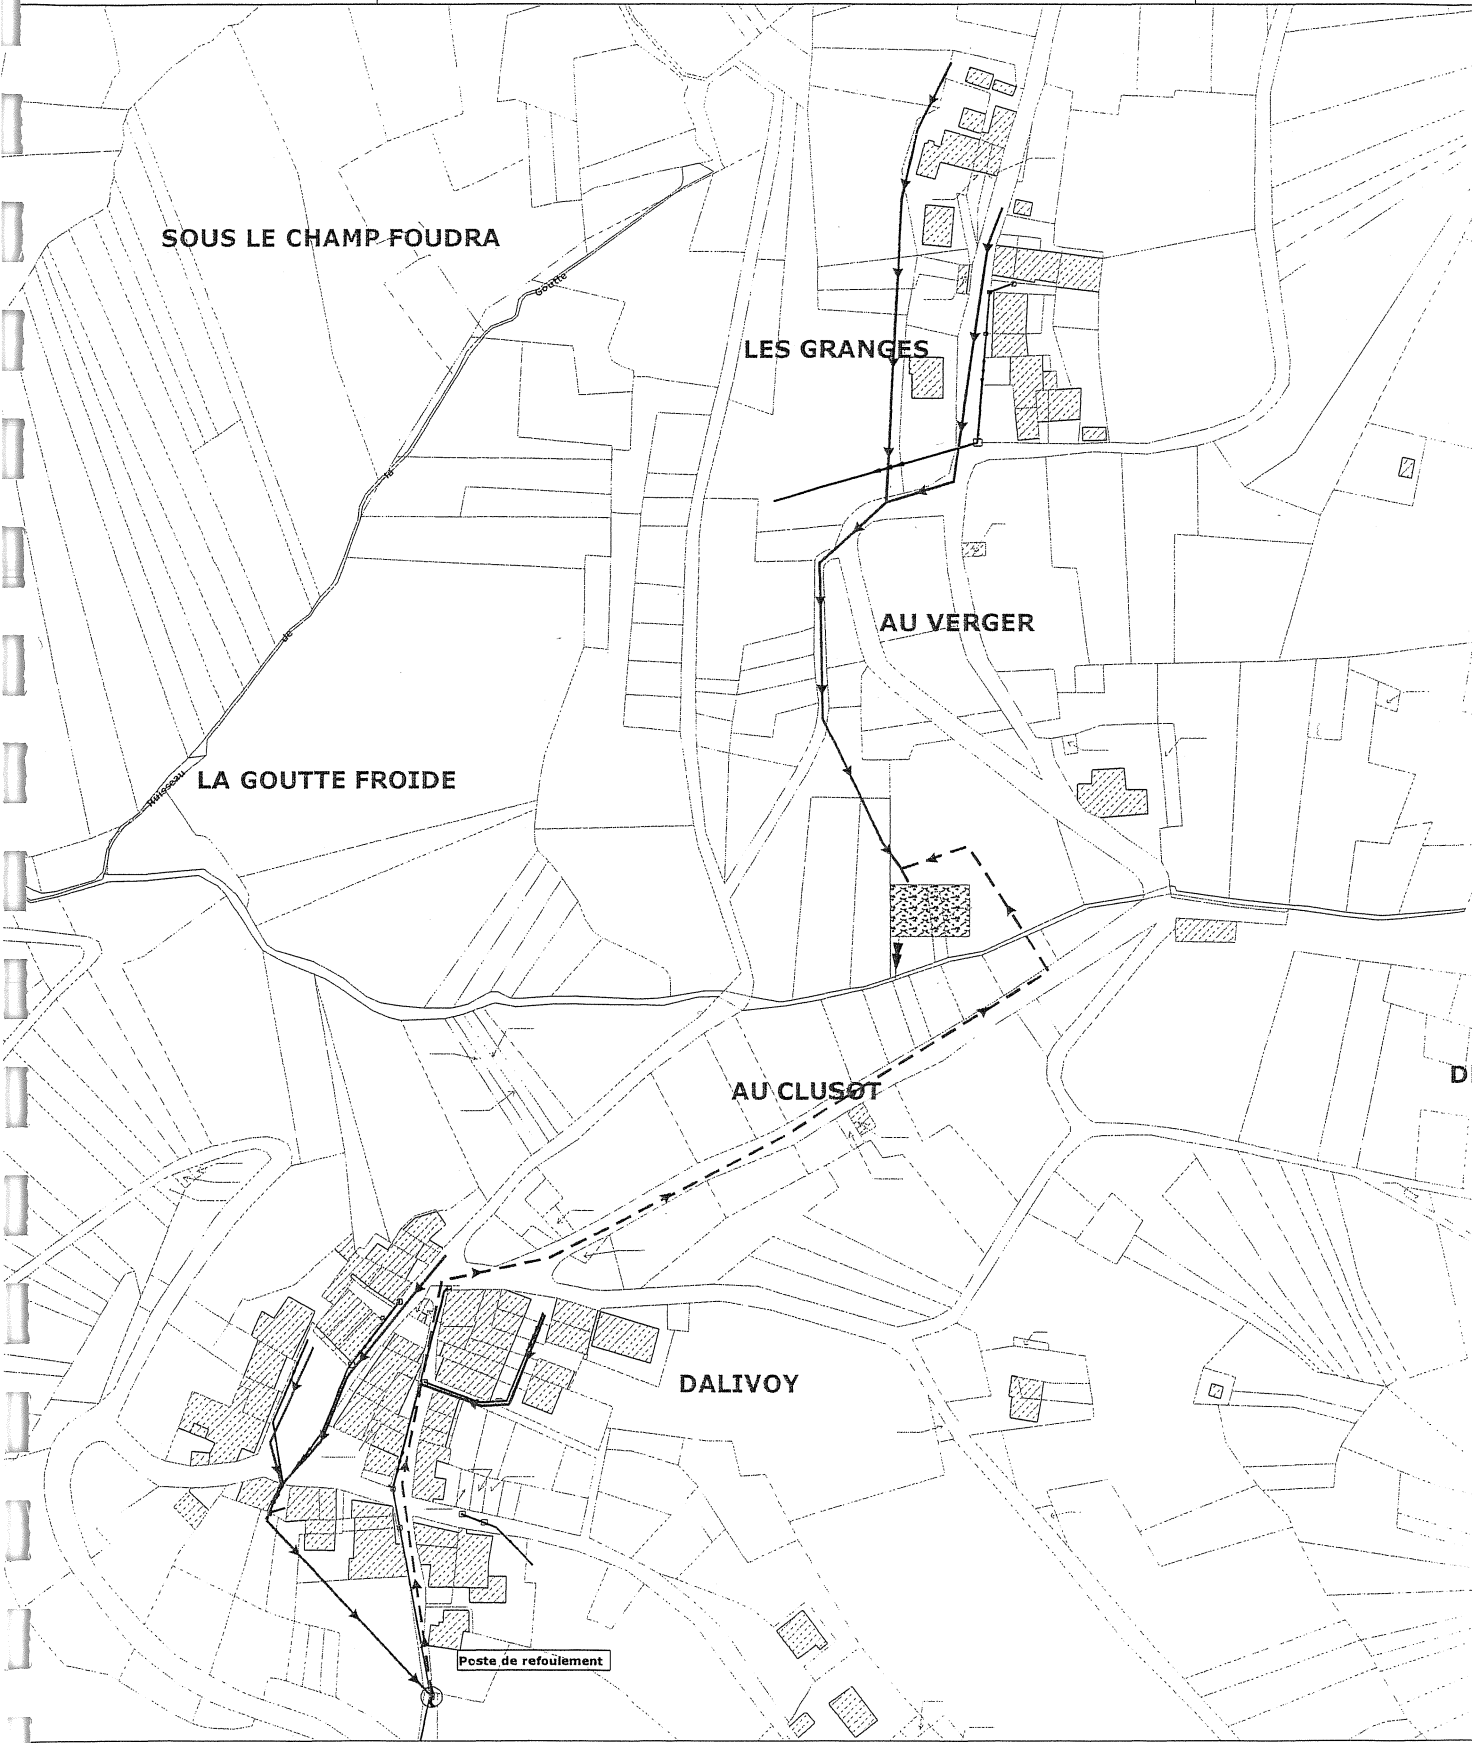 SOUS LE CHAMP FOUDRA
Goutte
LES GRANGES
la
AU VERGER
de
LA GOUTTE FROIDE
Ruisseau
AU CLUSOT
DALIVOY
Poste de refoulement